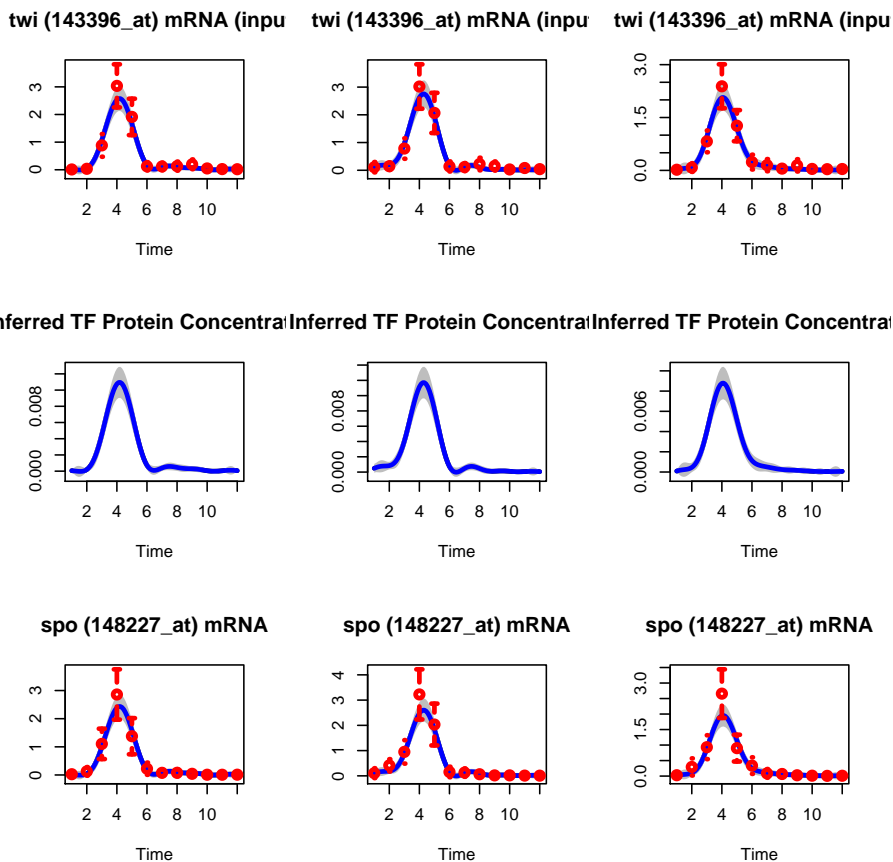 twi (143396_at) mRNA (inpu twi (143396_at) mRNA (inpu twi (143396_at) mRNA (inpu
3 3 3.0
2 2 1.5
1 1 0.0
0 0
2 4 6 8 10 2 4 6 8 10 2 4 6 8 10
Time Time Time
nferred TF Protein Concentrat Inferred TF Protein Concentrat Inferred TF Protein Concentrat
0.008 0.008 0.006
0.000 0.000 0.000
2 4 6 8 10 2 4 6 8 10 2 4 6 8 10
Time Time Time
spo (148227_at) mRNA spo (148227_at) mRNA spo (148227_at) mRNA
3 4 3.0
2 3 1.5
1 2 0.0
0 1
0
2 4 6 8 10 2 4 6 8 10 2 4 6 8 10
Time Time Time